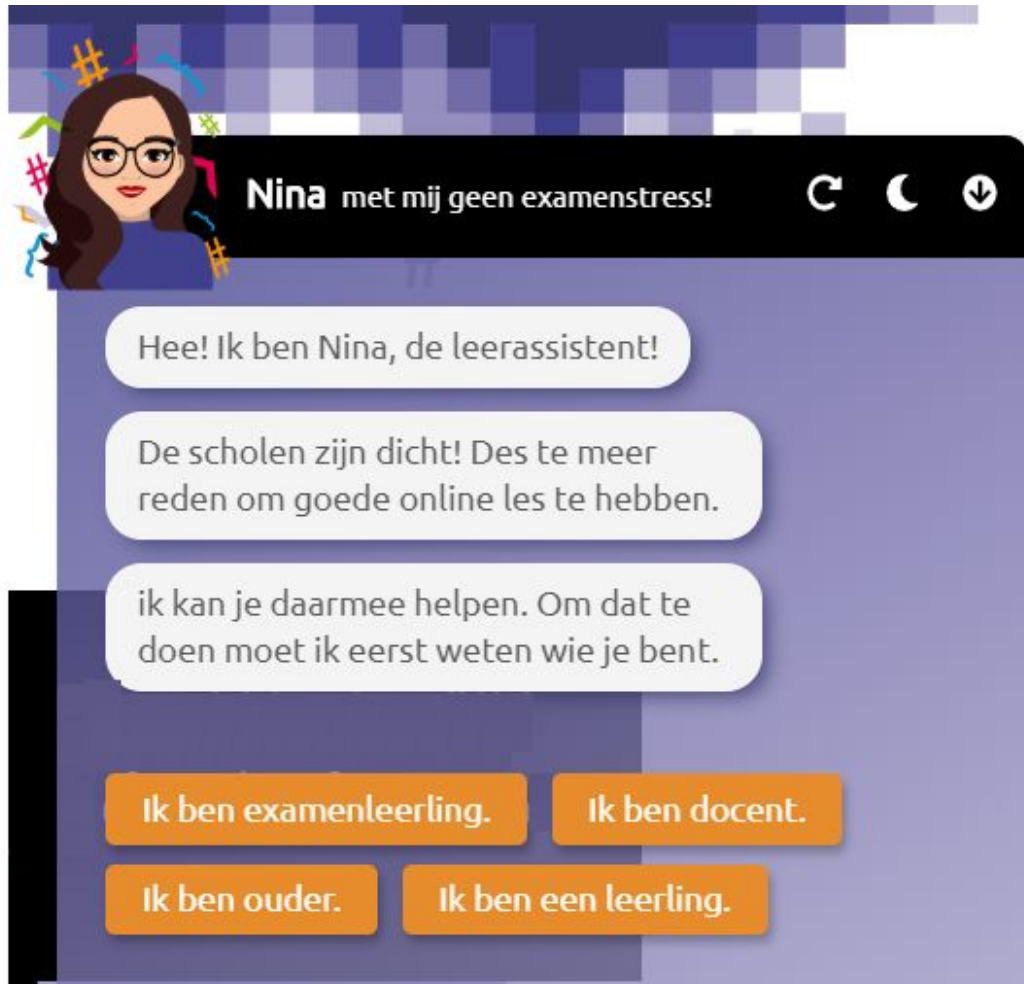 Nina met mij geen examenstress!
Hee! Ik ben Nina, de leerassistent!
De scholen zijn dicht! Des te meer
reden om goede online les te hebben.
ik kan je daarmee helpen. Om dat te
doen moet ik eerst weten wie je bent.
Ik ben examenleerling. Ik ben docent.
Ik ben ouder. Ik ben een leerling.